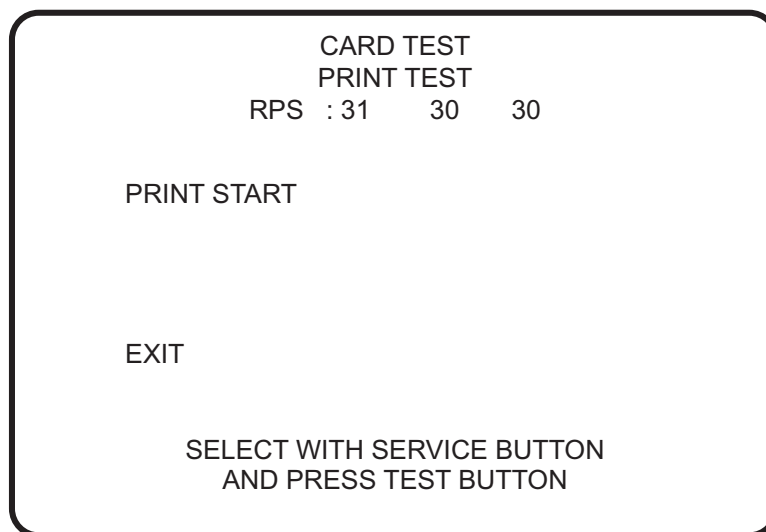 CARD TEST
PRINT TEST
RPS : 31 30 30
PRINT START
EXIT
SELECT WITH SERVICE BUTTON
AND PRESS TEST BUTTON